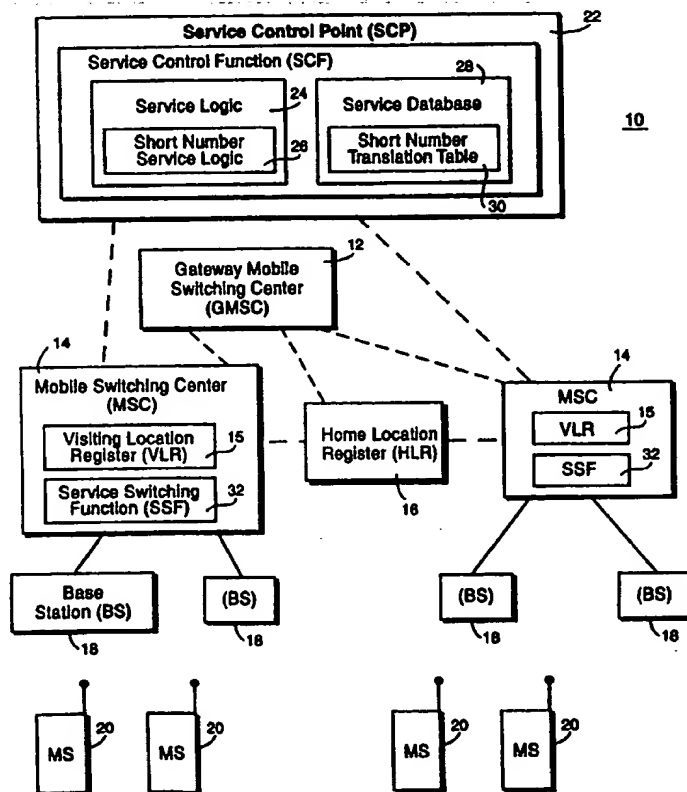 Service Control Point (SCP)
22
Service Control Function (SCF)
28
24
Service Logic
Service Database
10
Short Number
Service Logic
26
Short Number
Translation Table
30
12
Gateway Mobile
Switching Center
(GMSC)
14
Mobile Switching Center
(MSC)
Visiting Location
Register (VLR)
15
Service Switching
Function (SSF)
32
Home Location
Register (HLR)
16
14
MSC
VLR
15
SSF
32
Base
Station (BS)
18
(BS)
18
(BS)
18
(BS)
18
MS
20
MS
20
MS
20
MS
20